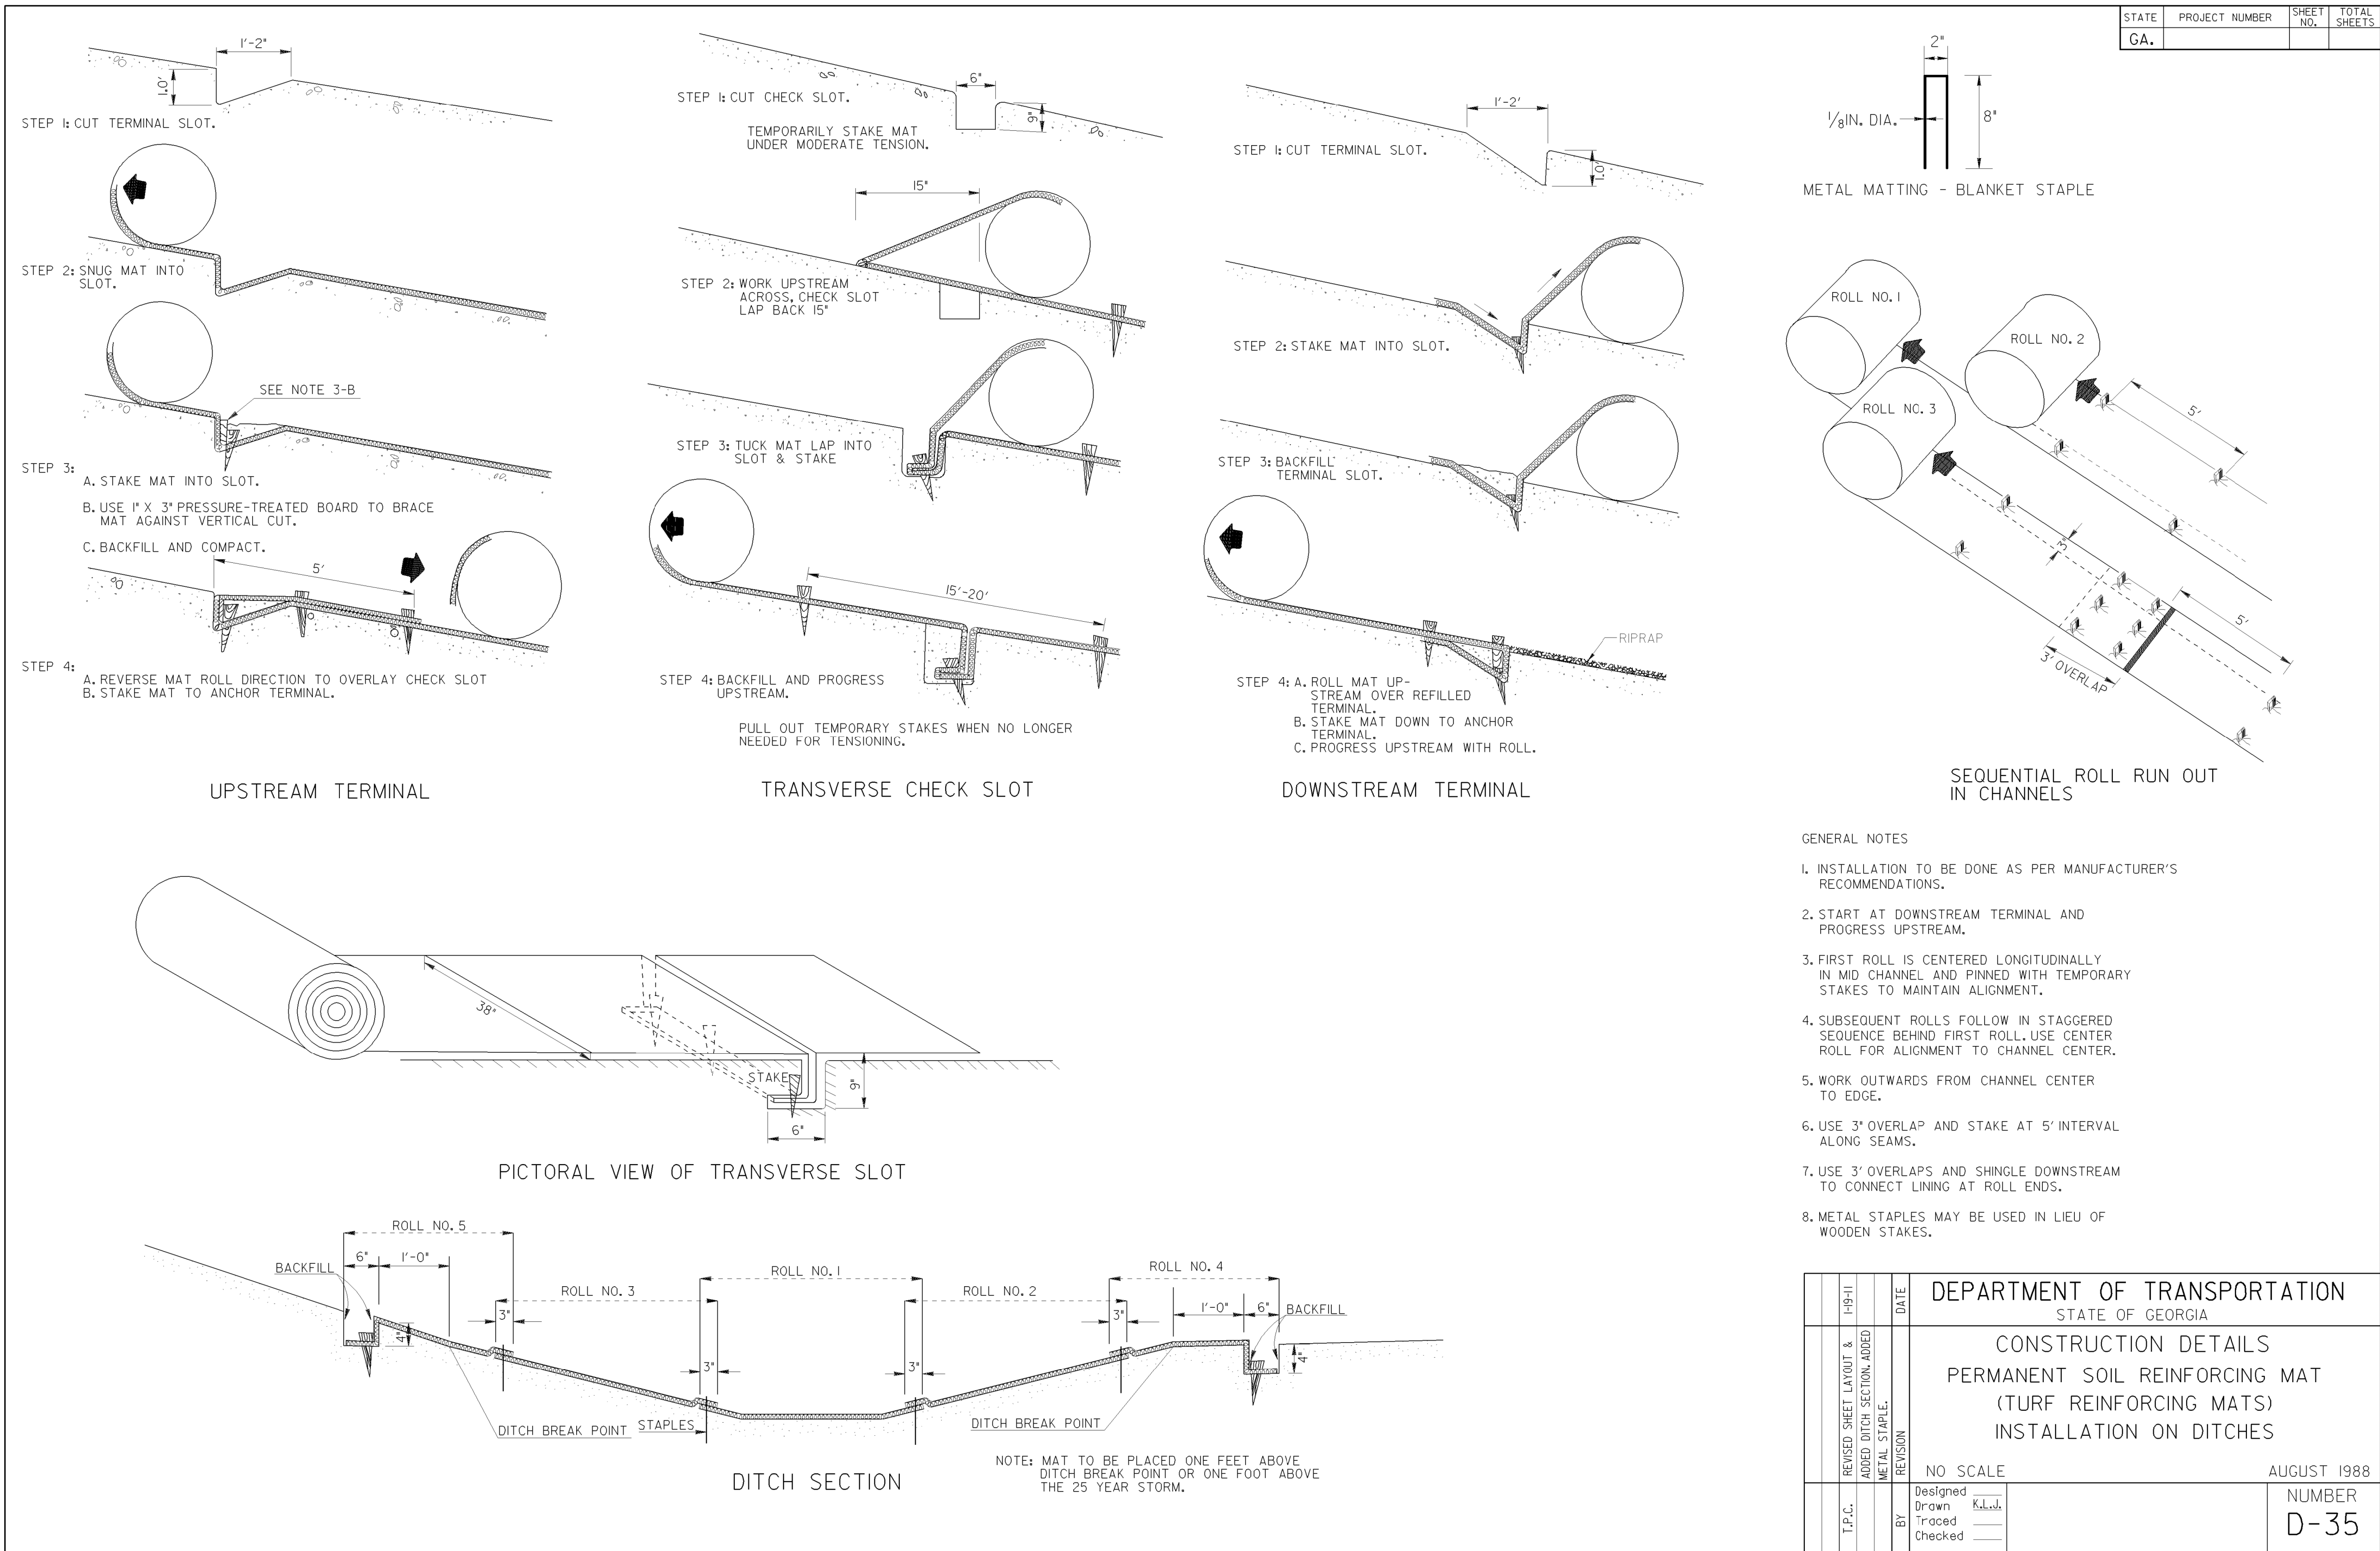 STATE
PROJECT NUMBER
SHEET NO.
TOTAL SHEETS
GA.
1'-2"
1.0'
STEP 1: CUT TERMINAL SLOT.
STEP 2: SNUG MAT INTO
SLOT.
SEE NOTE 3-B
STEP 3:
A. STAKE MAT INTO SLOT.
B. USE 1" X 3" PRESSURE-TREATED BOARD TO BRACE
MAT AGAINST VERTICAL CUT.
C. BACKFILL AND COMPACT.
5'
STEP 4:
A. REVERSE MAT ROLL DIRECTION TO OVERLAY CHECK SLOT
B. STAKE MAT TO ANCHOR TERMINAL.
UPSTREAM TERMINAL
6"
9"
STEP 1: CUT CHECK SLOT.
TEMPORARILY STAKE MAT
UNDER MODERATE TENSION.
15"
STEP 2: WORK UPSTREAM
ACROSS, CHECK SLOT
LAP BACK 15"
STEP 3: TUCK MAT LAP INTO
SLOT & STAKE
15'-20'
STEP 4: BACKFILL AND PROGRESS
UPSTREAM.
PULL OUT TEMPORARY STAKES WHEN NO LONGER
NEEDED FOR TENSIONING.
TRANSVERSE CHECK SLOT
1'-2'
1.0'
STEP 1: CUT TERMINAL SLOT.
STEP 2: STAKE MAT INTO SLOT.
STEP 3: BACKFILL
TERMINAL SLOT.
RIPRAP
STEP 4: A. ROLL MAT UP-
STREAM OVER REFILLED
TERMINAL.
B. STAKE MAT DOWN TO ANCHOR
TERMINAL.
C. PROGRESS UPSTREAM WITH ROLL.
DOWNSTREAM TERMINAL
2"
1/8IN. DIA.
8"
METAL MATTING - BLANKET STAPLE
ROLL NO. 1
ROLL NO. 2
ROLL NO. 3
5'
3"
5'
3' OVERLAP
SEQUENTIAL ROLL RUN OUT
IN CHANNELS
38"
STAKE
9"
6"
PICTORAL VIEW OF TRANSVERSE SLOT
ROLL NO. 5
6"
1'-0"
BACKFILL
4"
ROLL NO. 3
3"
ROLL NO. 1
3"
3"
ROLL NO. 2
ROLL NO. 4
3"
1'-0"
6"
BACKFILL
4"
DITCH BREAK POINT
STAPLES
DITCH BREAK POINT
DITCH SECTION
NOTE: MAT TO BE PLACED ONE FEET ABOVE
DITCH BREAK POINT OR ONE FOOT ABOVE
THE 25 YEAR STORM.
GENERAL NOTES
1. INSTALLATION TO BE DONE AS PER MANUFACTURER'S
RECOMMENDATIONS.
2. START AT DOWNSTREAM TERMINAL AND
PROGRESS UPSTREAM.
3. FIRST ROLL IS CENTERED LONGITUDINALLY
IN MID CHANNEL AND PINNED WITH TEMPORARY
STAKES TO MAINTAIN ALIGNMENT.
4. SUBSEQUENT ROLLS FOLLOW IN STAGGERED
SEQUENCE BEHIND FIRST ROLL. USE CENTER
ROLL FOR ALIGNMENT TO CHANNEL CENTER.
5. WORK OUTWARDS FROM CHANNEL CENTER
TO EDGE.
6. USE 3" OVERLAP AND STAKE AT 5' INTERVAL
ALONG SEAMS.
7. USE 3' OVERLAPS AND SHINGLE DOWNSTREAM
TO CONNECT LINING AT ROLL ENDS.
8. METAL STAPLES MAY BE USED IN LIEU OF
WOODEN STAKES.
1-19-11
DATE
REVISED SHEET LAYOUT &
ADDED DITCH SECTION. ADDED
METAL STAPLE.
REVISION
T.P.C.
BY
DEPARTMENT OF TRANSPORTATION
STATE OF GEORGIA
CONSTRUCTION DETAILS
PERMANENT SOIL REINFORCING MAT
(TURF REINFORCING MATS)
INSTALLATION ON DITCHES
NO SCALE
AUGUST 1988
Designed
Drawn K.L.J.
Traced
Checked
NUMBER
D-35